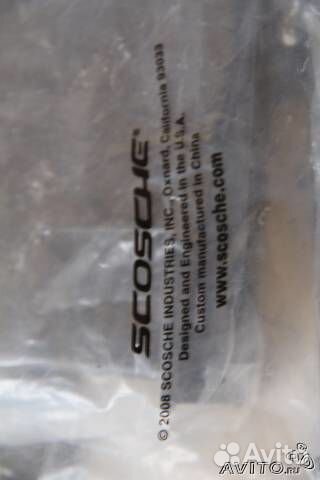 SCOSCHE®
© 2008 SCOSCHE INDUSTRIES, INC., Oxnard, California 93033
Designed and Engineered in the U.S.A.
Custom manufactured in China
www.scosche.com
Avito
AVITO.ru